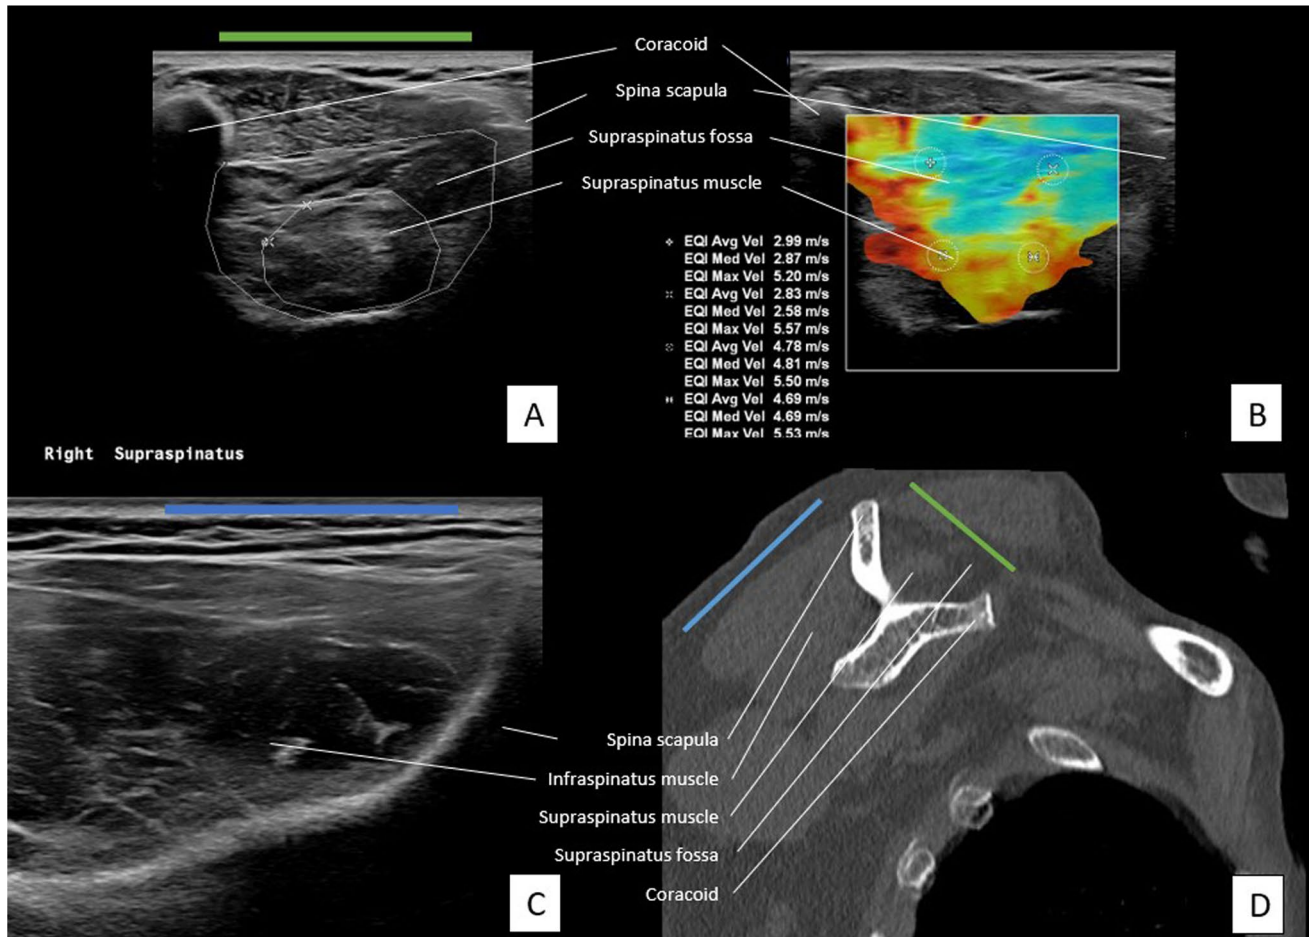 Coracoid
Spina scapula
Supraspinatus fossa
Supraspinatus muscle
EQI Avg Vel 2.99 m/s
EQI Med Vel 2.87 m/s
EQI Max Vel 5.20 m/s
EQI Avg Vel 2.83 m/s
EQI Med Vel 2.58 m/s
EQI Max Vel 5.57 m/s
EQI Avg Vel 4.78 m/s
EQI Med Vel 4.81 m/s
EQI Max Vel 5.50 m/s
EQI Avg Vel 4.69 m/s
EQI Med Vel 4.69 m/s
EQI Max Vel 5.53 m/s
A
B
Right Supraspinatus
Spina scapula
Infraspinatus muscle
Supraspinatus muscle
Supraspinatus fossa
Coracoid
C
D